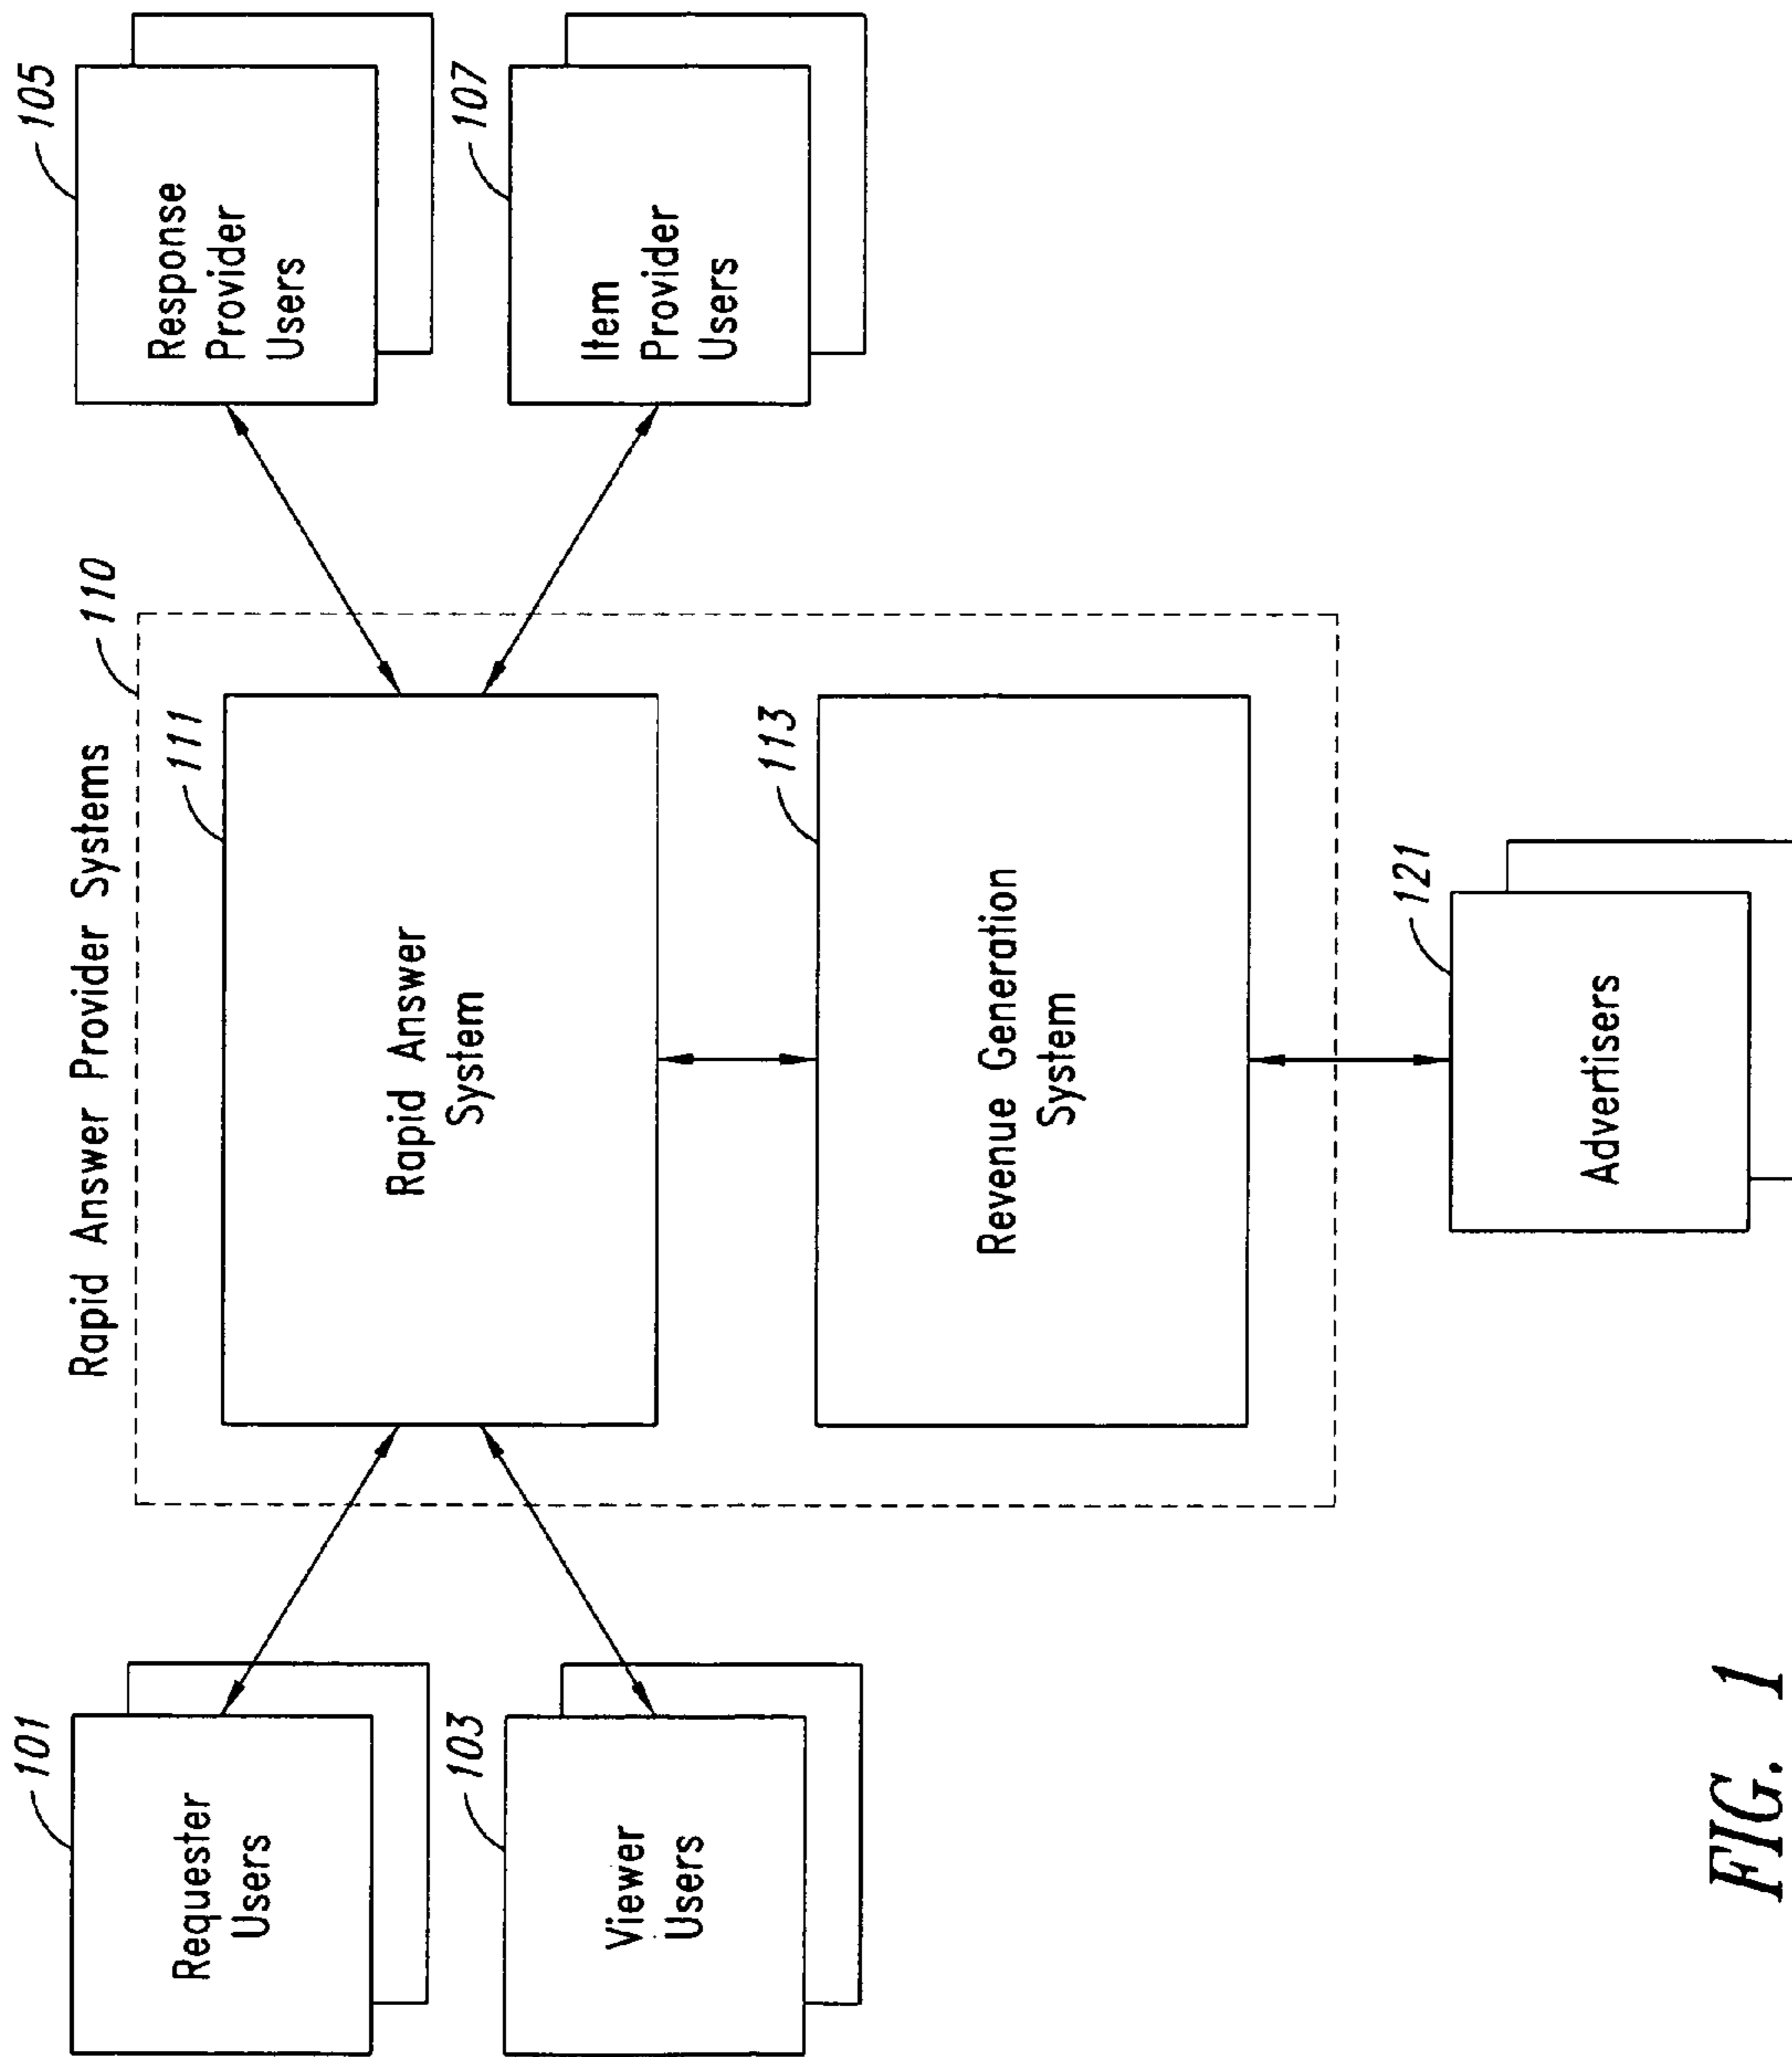 Rapid Answer Provider Systems
110
101
Requester
Users
103
Viewer
Users
111
Rapid Answer
System
113
Revenue Generation
System
105
Response
Provider
Users
107
Item
Provider
Users
121
Advertisers
FIG. 1